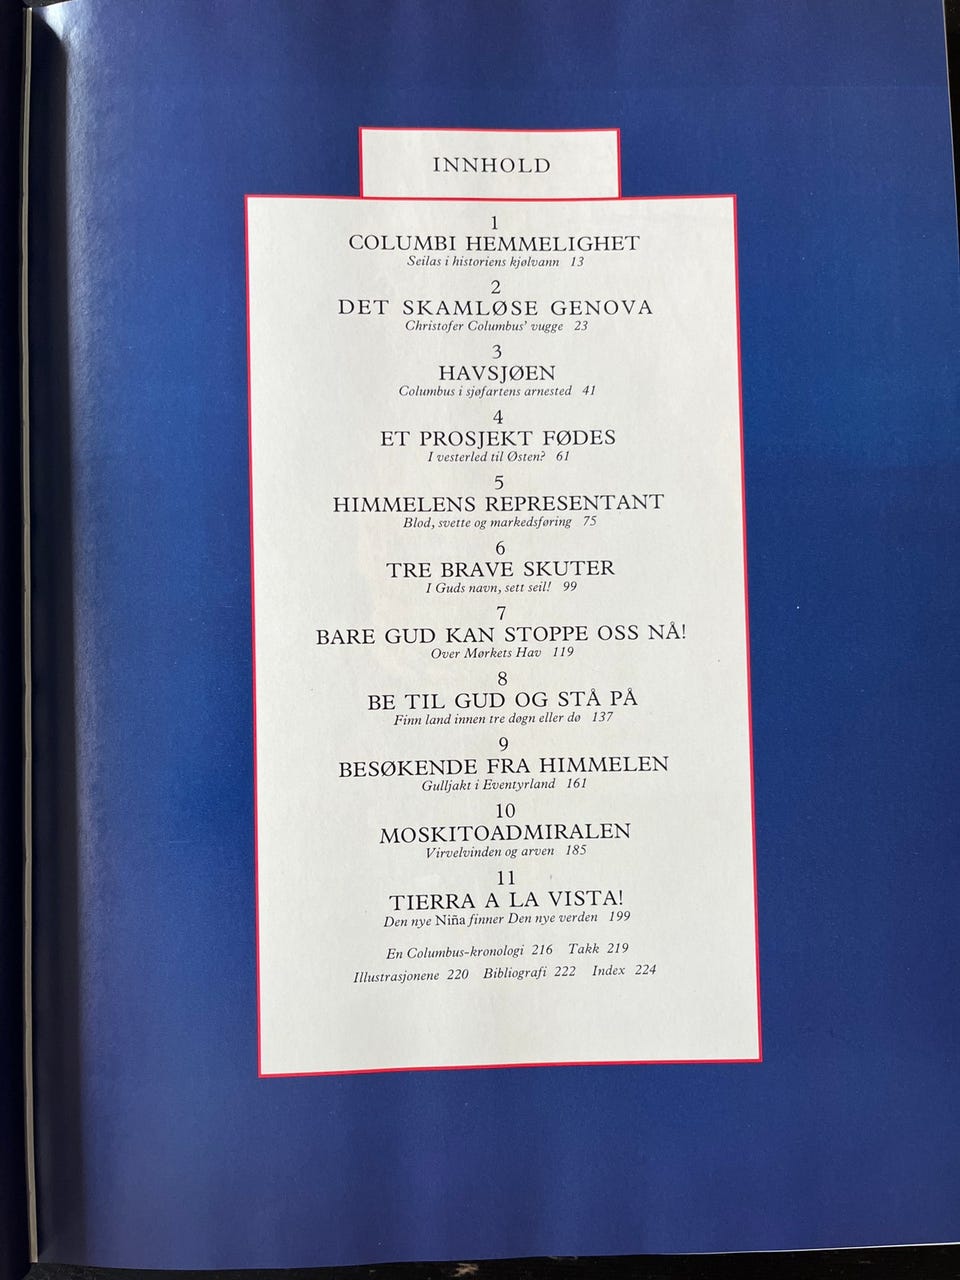 INNHOLD
1
COLUMBI HEMMELIGHET
Seilas i historiens kjølvann 13
2
DET SKAMLØSE GENOVA
Christofer Columbus' vugge 23
3
HAVSJØEN
Columbus i sjøfartens arnested 41
4
ET PROSJEKT FØDES
I vesterled til Østen? 61
5
HIMMELENS REPRESENTANT
Blod, svette og markedsføring 75
6
TRE BRAVE SKUTER
I Guds navn, sett seil! 99
7
BARE GUD KAN STOPPE OSS NÅ!
Over Mørkets Hav 119
8
BE TIL GUD OG STÅ PÅ
Finn land innen tre døgn eller dø 137
9
BESØKENDE FRA HIMMELEN
Gulljakt i Eventyrland 161
10
MOSKITOADMIRALEN
Virvelvinden og arven 185
11
TIERRA A LA VISTA!
Den nye Niña finner Den nye verden 199
En Columbus-kronologi 216 Takk 219
Illustrasjonene 220 Bibliografi 222 Index 224